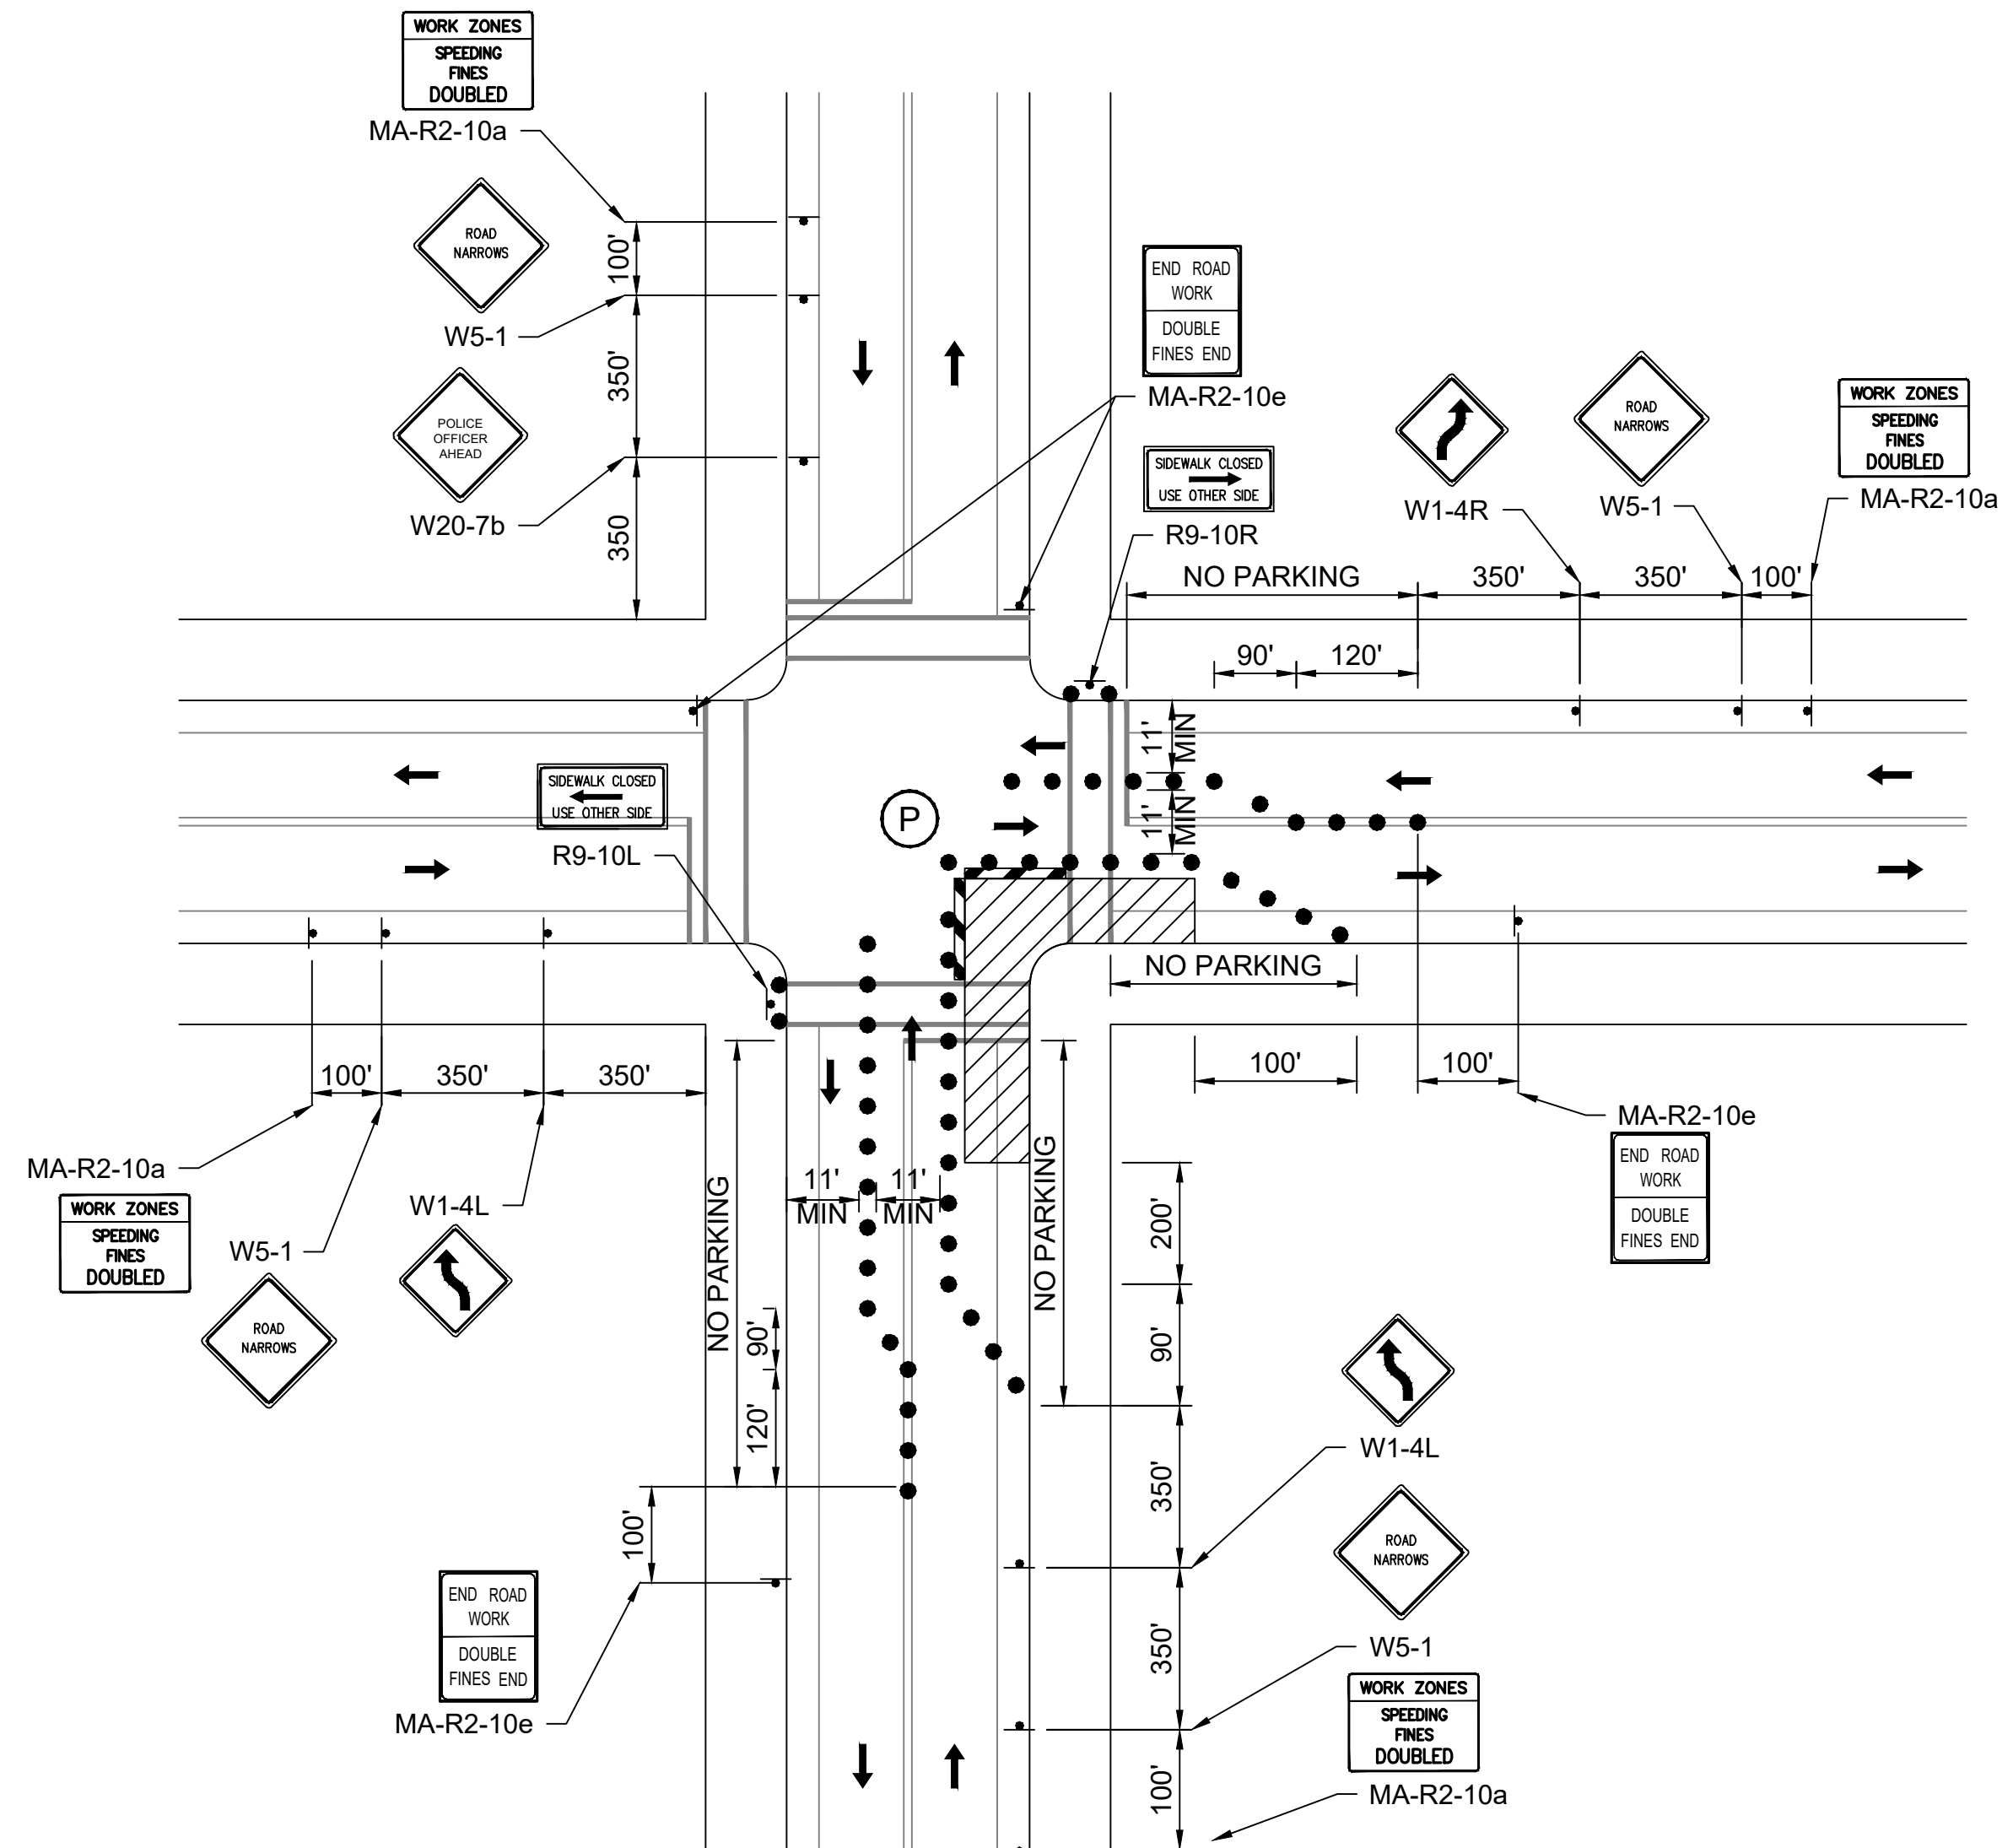 WORK ZONES
SPEEDING
FINES
DOUBLED
MA-R2-10a
ROAD
NARROWS
100'
W5-1
350'
POLICE
OFFICER
AHEAD
W20-7b
350
END ROAD
WORK
DOUBLE
FINES END
MA-R2-10e
SIDEWALK CLOSED
USE OTHER SIDE
R9-10R
W1-4R
ROAD
NARROWS
W5-1
WORK ZONES
SPEEDING
FINES
DOUBLED
MA-R2-10a
NO PARKING
350'
350'
100'
90'
120'
11'
MIN
11'
MIN
SIDEWALK CLOSED
USE OTHER SIDE
R9-10L
P
NO PARKING
100'
350'
350'
100'
100'
MA-R2-10a
WORK ZONES
SPEEDING
FINES
DOUBLED
W5-1
ROAD
NARROWS
W1-4L
NO PARKING
11'
MIN
11'
MIN
NO PARKING
90'
120'
100'
200'
90'
350'
350'
100'
MA-R2-10e
END ROAD
WORK
DOUBLE
FINES END
W1-4L
ROAD
NARROWS
W5-1
WORK ZONES
SPEEDING
FINES
DOUBLED
MA-R2-10a
END ROAD
WORK
DOUBLE
FINES END
MA-R2-10e